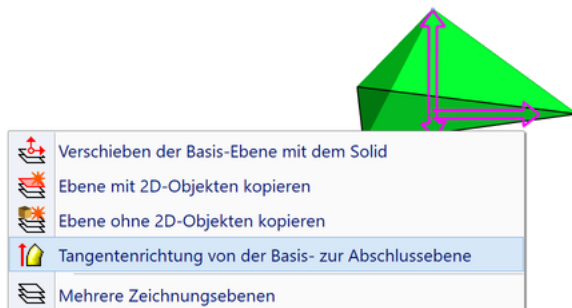 Verschieben der Basis-Ebene mit dem Solid
Ebene mit 2D-Objekten kopieren
Ebene ohne 2D-Objekten kopieren
Tangentenrichtung von der Basis- zur Abschlussebene
Mehrere Zeichnungsebenen